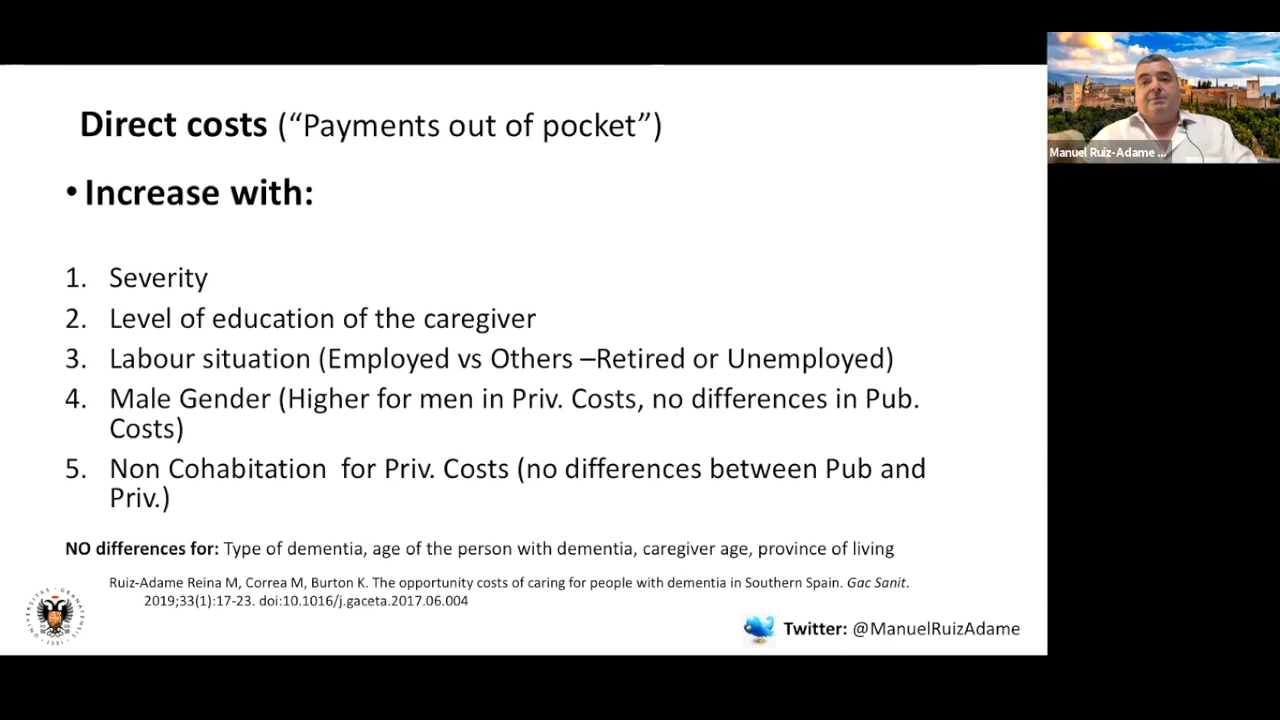 Direct costs (“Payments out of pocket”)
• Increase with:
1. Severity
2. Level of education of the caregiver
3. Labour situation (Employed vs Others –Retired or Unemployed)
4. Male Gender (Higher for men in Priv. Costs, no differences in Pub.
Costs)
5. Non Cohabitation for Priv. Costs (no differences between Pub and
Priv.)
NO differences for: Type of dementia, age of the person with dementia, caregiver age, province of living
Ruiz-Adame Reina M, Correa M, Burton K. The opportunity costs of caring for people with dementia in Southern Spain. Gac Sanit.
2019;33(1):17-23. doi:10.1016/j.gaceta.2017.06.004
Twitter: @ManuelRuizAdame
Manuel Ruiz-Adame ...